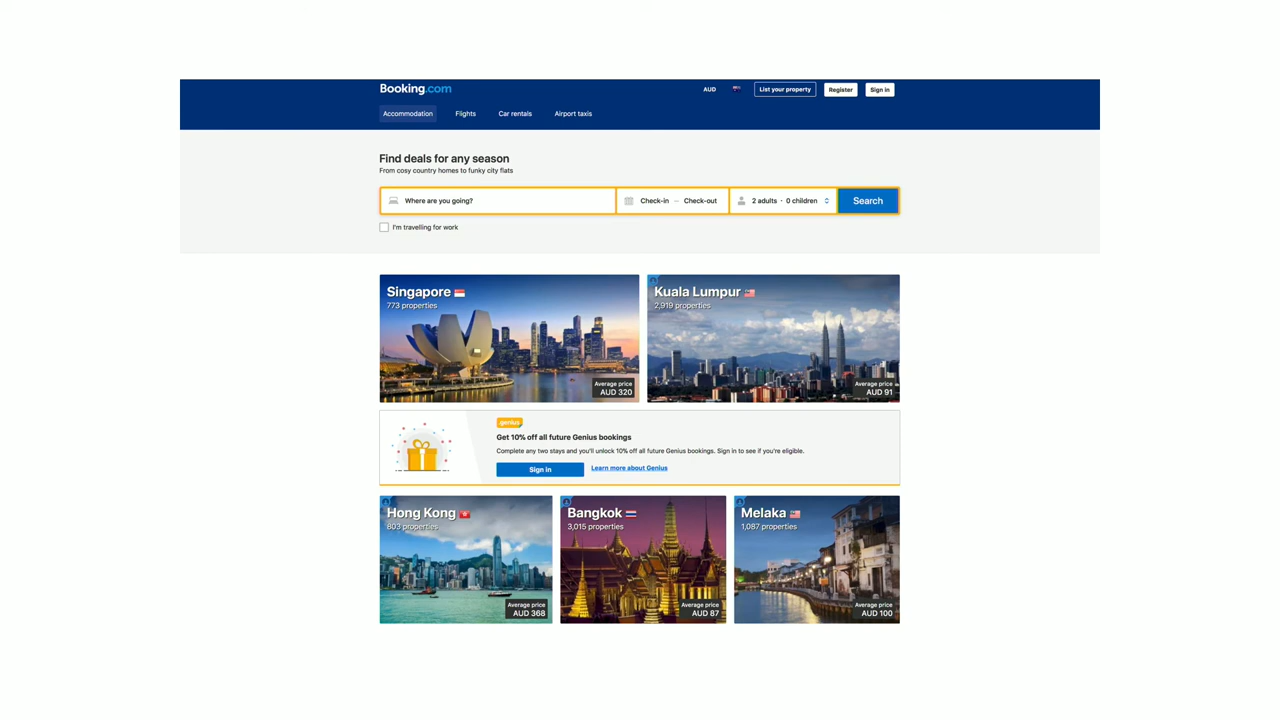 Booking.com
AUD
List your property
Register
Sign in
Accommodation
Flights
Car rentals
Airport taxis
Find deals for any season
From cosy country homes to funky city flats
Where are you going?
Check-in — Check-out
2 adults · 0 children
Search
I'm travelling for work
Singapore
773 properties
Average price
AUD 320
Kuala Lumpur
2,919 properties
Average price
AUD 91
Genius
Get 10% off all future Genius bookings
Complete any two stays and you'll unlock 10% off all future Genius bookings. Sign in to see if you're eligible.
Sign in
Learn more about Genius
Hong Kong
803 properties
Average price
AUD 368
Bangkok
3,015 properties
Average price
AUD 87
Melaka
1,087 properties
Average price
AUD 100